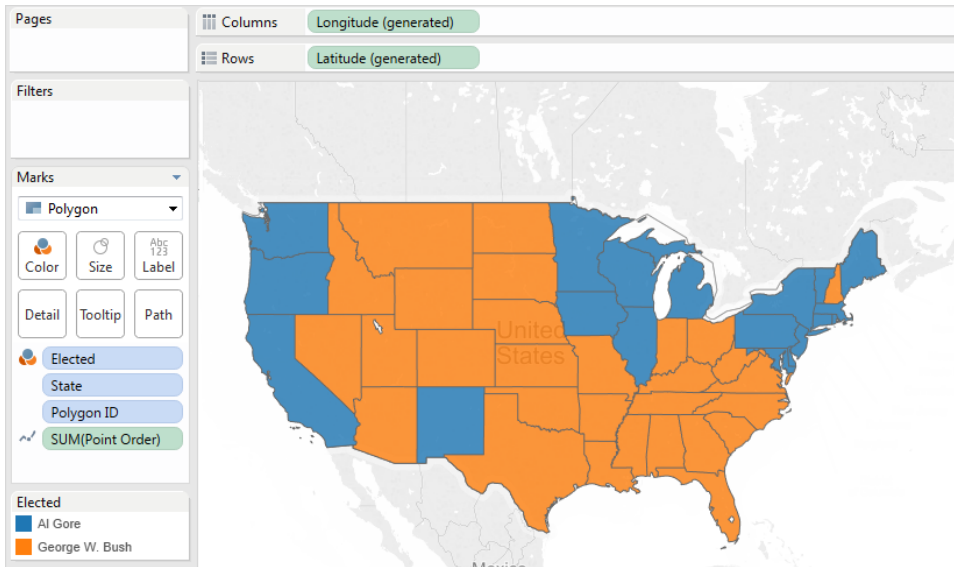 Pages
Columns
Longitude (generated)
Rows
Latitude (generated)
Filters
Marks
Polygon
Color
Size
Abc
123
Label
Detail
Tooltip
Path
Elected
State
Polygon ID
SUM(Point Order)
Elected
Al Gore
George W. Bush
United
States
Mexico